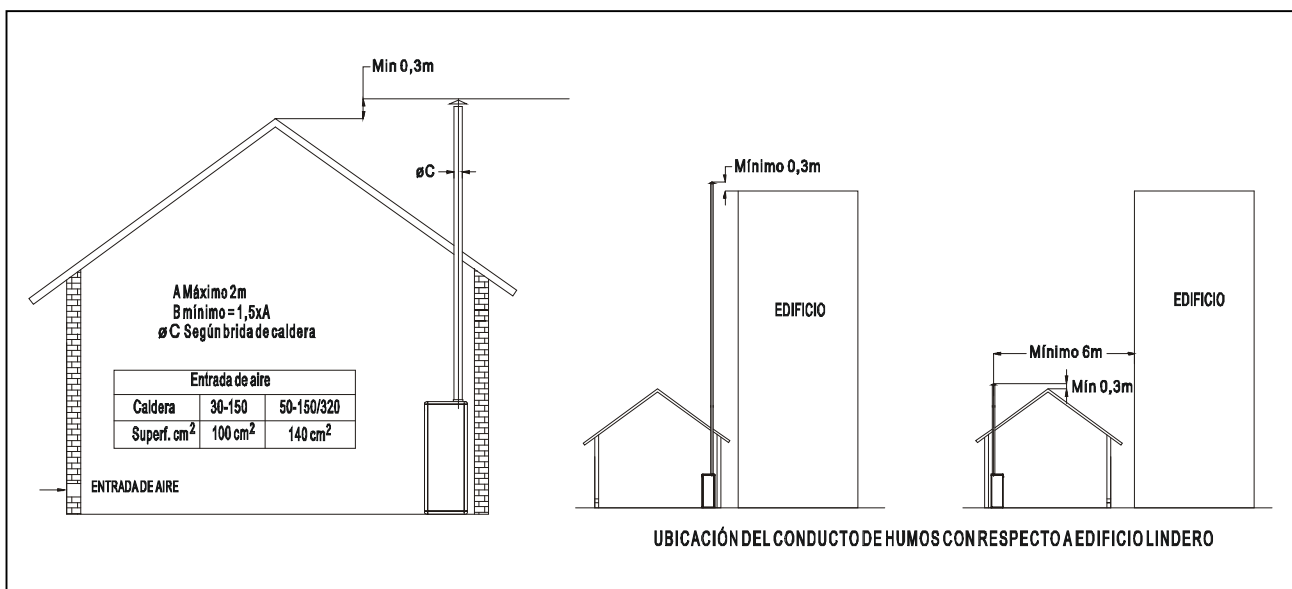 Min 0,3m
øC
A Máximo 2m
B mínimo = 1,5xA
øC Según brida de caldera
Entrada de aire
Caldera 30-150 50-150/320
Superf. cm² 100 cm² 140 cm²
ENTRADA DE AIRE
Mínimo 0,3m
EDIFICIO
Mínimo 6m
Mín 0,3m
EDIFICIO
UBICACIÓN DEL CONDUCTO DE HUMOS CON RESPECTO A EDIFICIO LINDERO